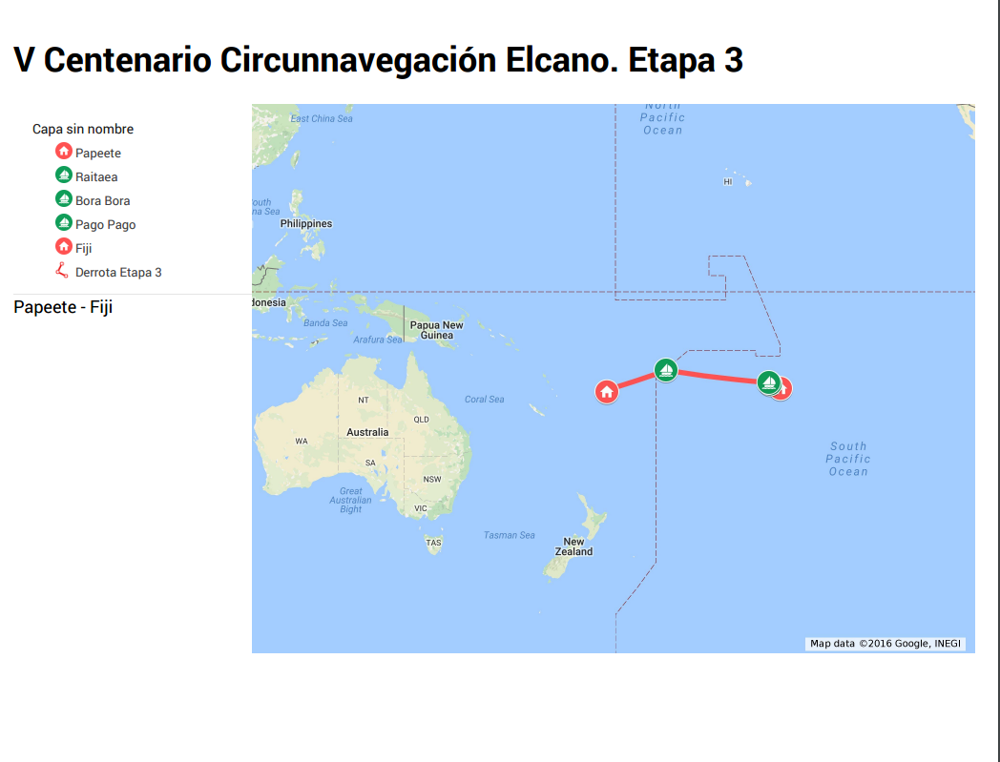 V Centenario Circunnavegación Elcano. Etapa 3
Capa sin nombre
Papeete
Raitaea
Bora Bora
Pago Pago
Fiji
Derrota Etapa 3
Papeete - Fiji
North
Pacific
Ocean
East China Sea
HI
outh
na Sea
Philippines
donesia
Banda Sea
Papua New
Guinea
Arafura Sea
Coral Sea
NT
QLD
Australia
WA
SA
South
Pacific
Ocean
NSW
Great
Australian
Bight
VIC
Tasman Sea
TAS
New
Zealand
Map data ©2016 Google, INEGI